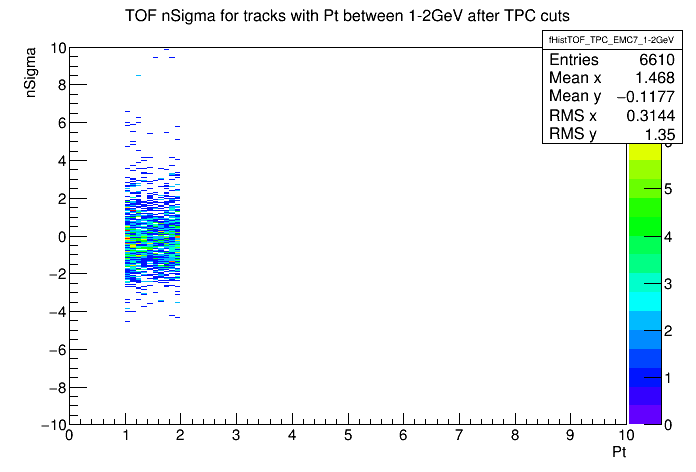 TOF nSigma for tracks with Pt between 1-2GeV after TPC cuts
fHistTOF_TPC_EMC7_1-2GeV
Entries 6610
Mean x 1.468
Mean y −0.1177
RMS x 0.3144
RMS y 1.35
nSigma
10
8
6
4
2
0
−2
−4
−6
−8
−10
0 1 2 3 4 5 6 7 8 9 10
Pt
5
4
3
2
1
0